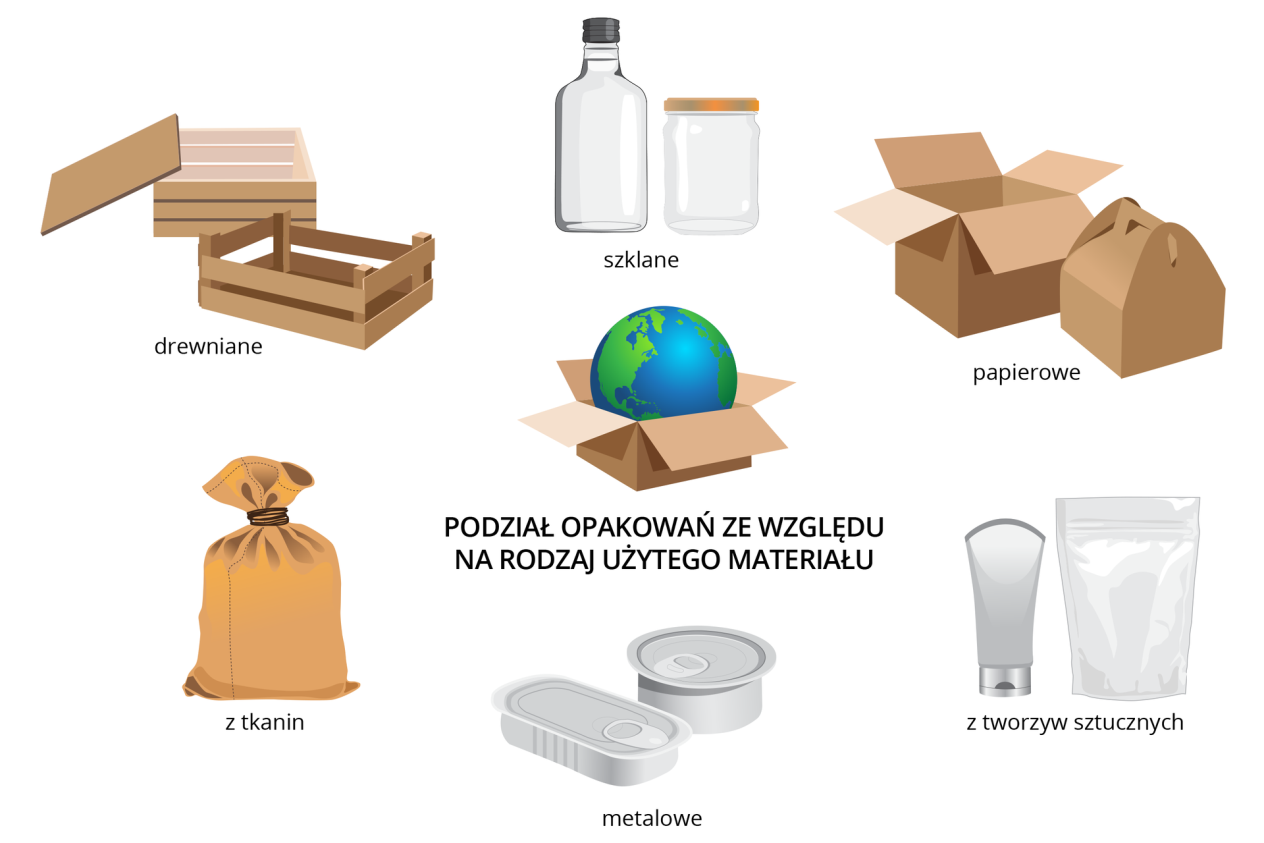 szklane
drewniane
papierowe
PODZIAŁ OPAKOWAŃ ZE WZGLĘDU
NA RODZAJ UŻYTEGO MATERIAŁU
z tkanin
z tworzyw sztucznych
metalowe